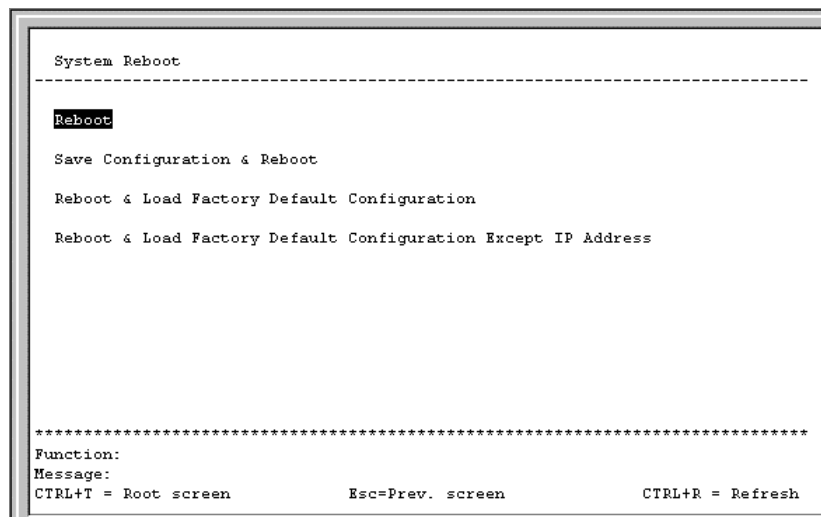 System Reboot
--------------------------------------------------------------------------------
Reboot
Save Configuration & Reboot
Reboot & Load Factory Default Configuration
Reboot & Load Factory Default Configuration Except IP Address
********************************************************************************
Function:
Message:
CTRL+T = Root screen Esc=Prev. screen CTRL+R = Refresh